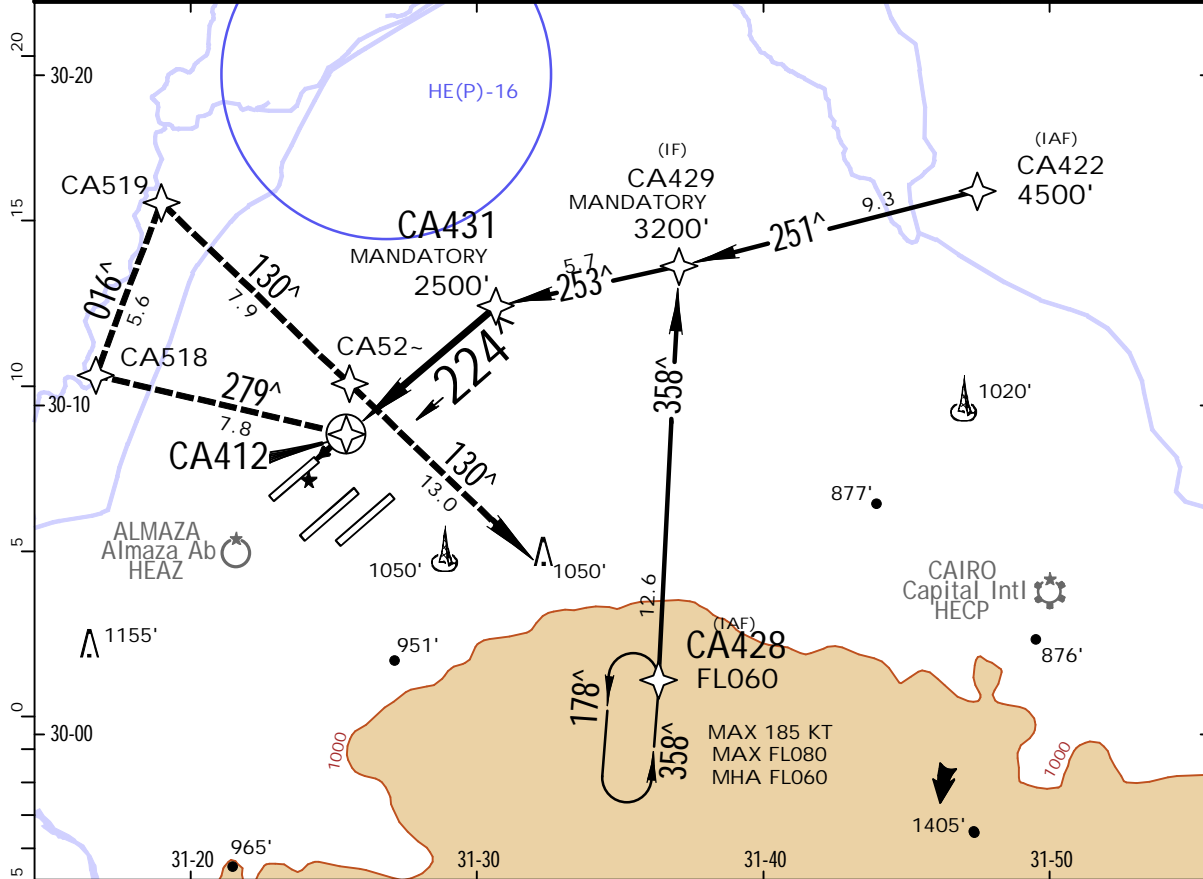 20
30-20
HE(P)-16
(IF)
CA429
MANDATORY
3200'
(IAF)
CA422
4500'
CA519
CA431
MANDATORY
2500'
15
9.3
251^
5.7
253^
130^
7.9
016^
5.6
CA52~
224^
CA518
10
30-10
279^
7.8
358^
1020'
CA412
130^
13.0
877'
ALMAZA
Almaza Ab
HEAZ
5
1050'
1050'
CAIRO
Capital Intl
HECP
12.6
1155'
951'
(IAF)
CA428
FL060
876'
178^
0
30-00
358^
MAX 185 KT
MAX FL080
MHA FL060
1000
1000
1405'
965'
5
31-20
31-30
31-40
31-50